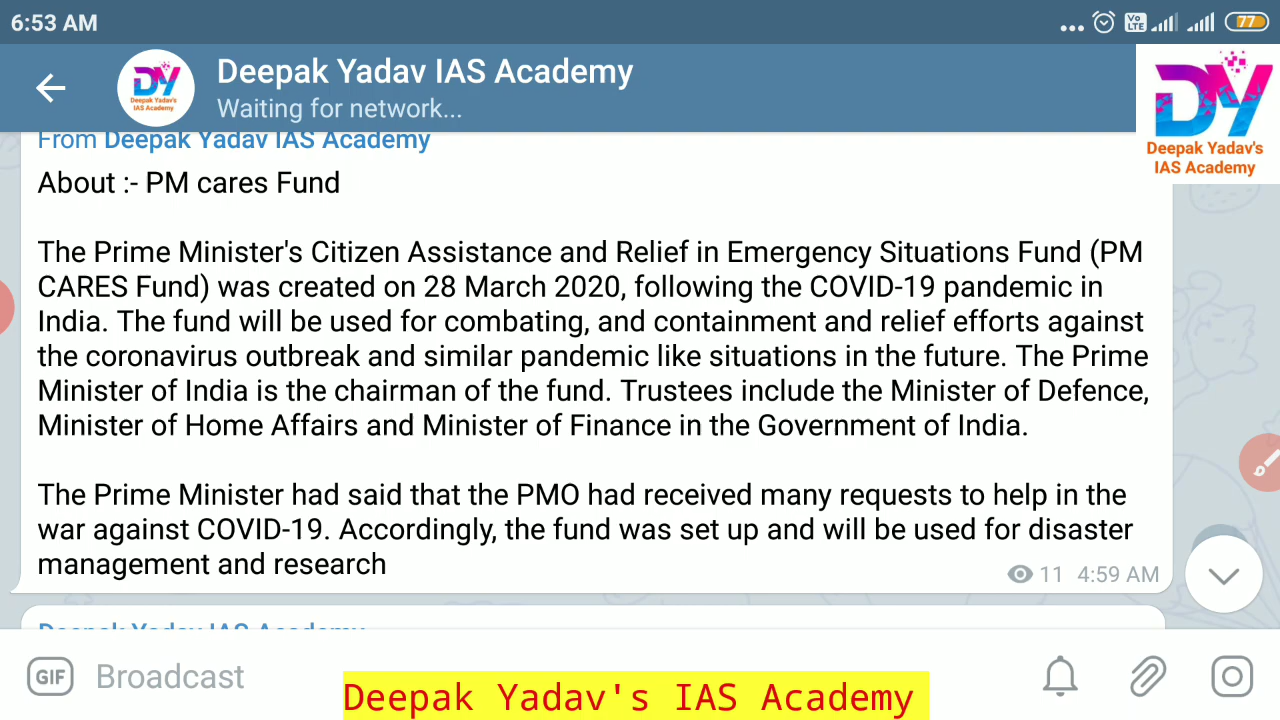 6:53 AM
Vo
LTE
77
Deepak Yadav IAS Academy
Waiting for network...
DY
Deepak Yadav's
IAS Academy
DY
Deepak Yadav's
IAS Academy
From Deepak Yadav IAS Academy
About :- PM cares Fund
The Prime Minister's Citizen Assistance and Relief in Emergency Situations Fund (PM
CARES Fund) was created on 28 March 2020, following the COVID-19 pandemic in
India. The fund will be used for combating, and containment and relief efforts against
the coronavirus outbreak and similar pandemic like situations in the future. The Prime
Minister of India is the chairman of the fund. Trustees include the Minister of Defence,
Minister of Home Affairs and Minister of Finance in the Government of India.
The Prime Minister had said that the PMO had received many requests to help in the
war against COVID-19. Accordingly, the fund was set up and will be used for disaster
management and research
11 4:59 AM
Deepak Yadav IAS Academy
GIF
Broadcast
Deepak Yadav's IAS Academy